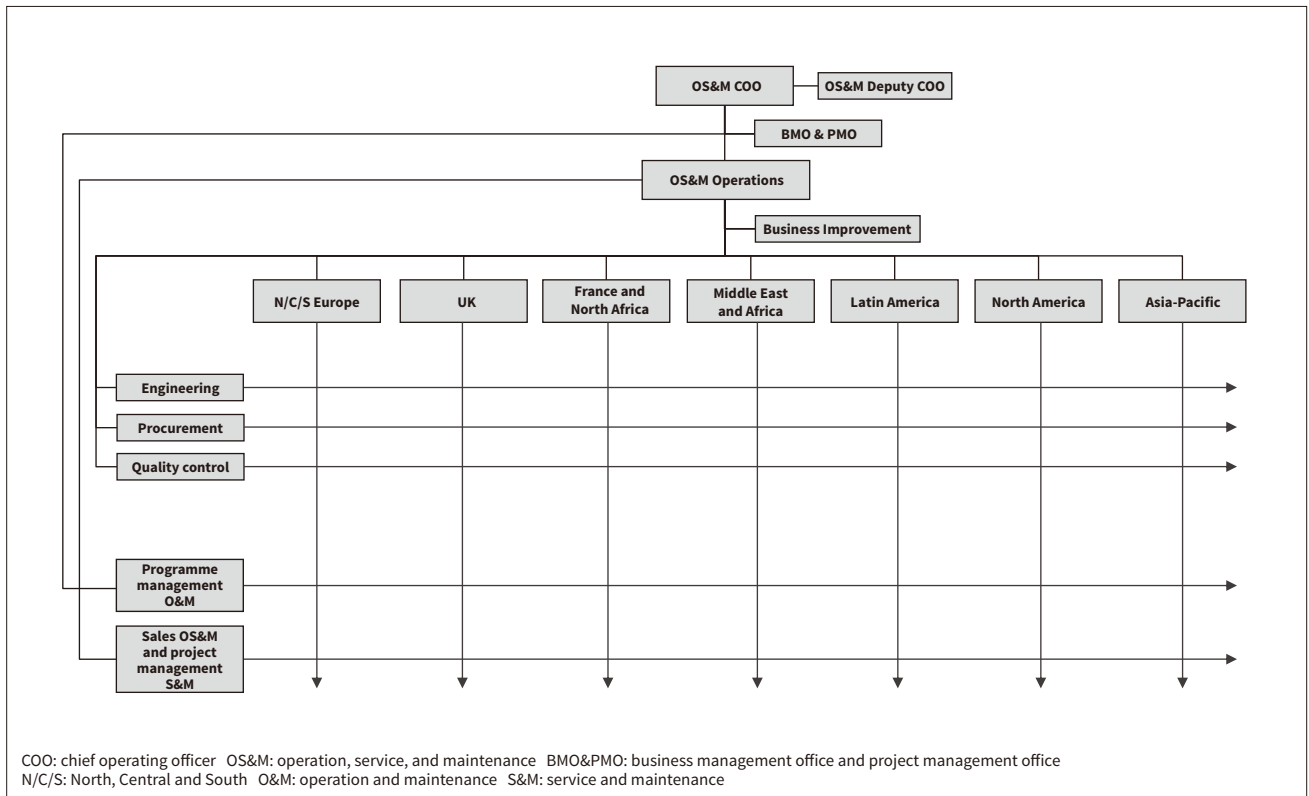 OS&M COO
OS&M Deputy COO
BMO & PMO
OS&M Operations
Business Improvement
N/C/S Europe
UK
France and
North Africa
Middle East
and Africa
Latin America
North America
Asia-Pacific
Engineering
Procurement
Quality control
Programme
management
O&M
Sales OS&M
and project
management
S&M
COO: chief operating officer OS&M: operation, service, and maintenance BMO&PMO: business management office and project management office
N/C/S: North, Central and South O&M: operation and maintenance S&M: service and maintenance